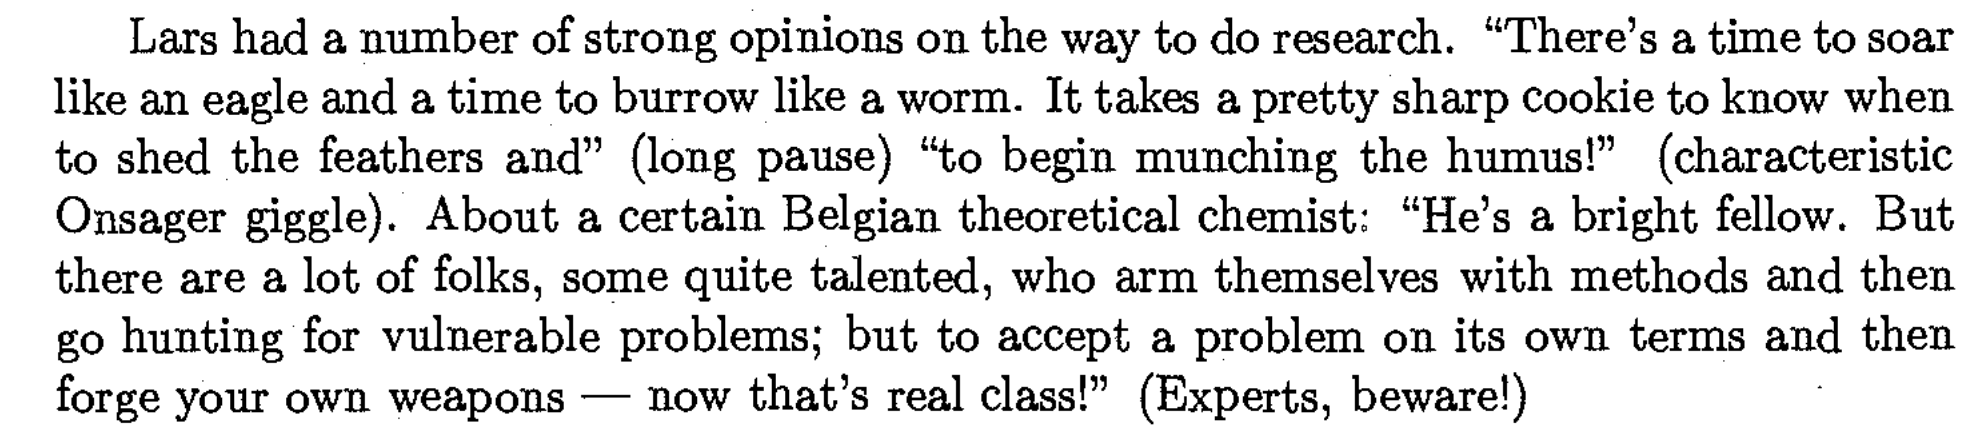 Lars had a number of strong opinions on the way to do research. “There’s a time to soar
like an eagle and a time to burrow like a worm. It takes a pretty sharp cookie to know when
to shed the feathers and” (long pause) “to begin munching the humus!” (characteristic
Onsager giggle). About a certain Belgian theoretical chemist: “He’s a bright fellow. But
there are a lot of folks, some quite talented, who arm themselves with methods and then
go hunting for vulnerable problems; but to accept a problem on its own terms and then
forge your own weapons — now that’s real class!” (Experts, beware!)